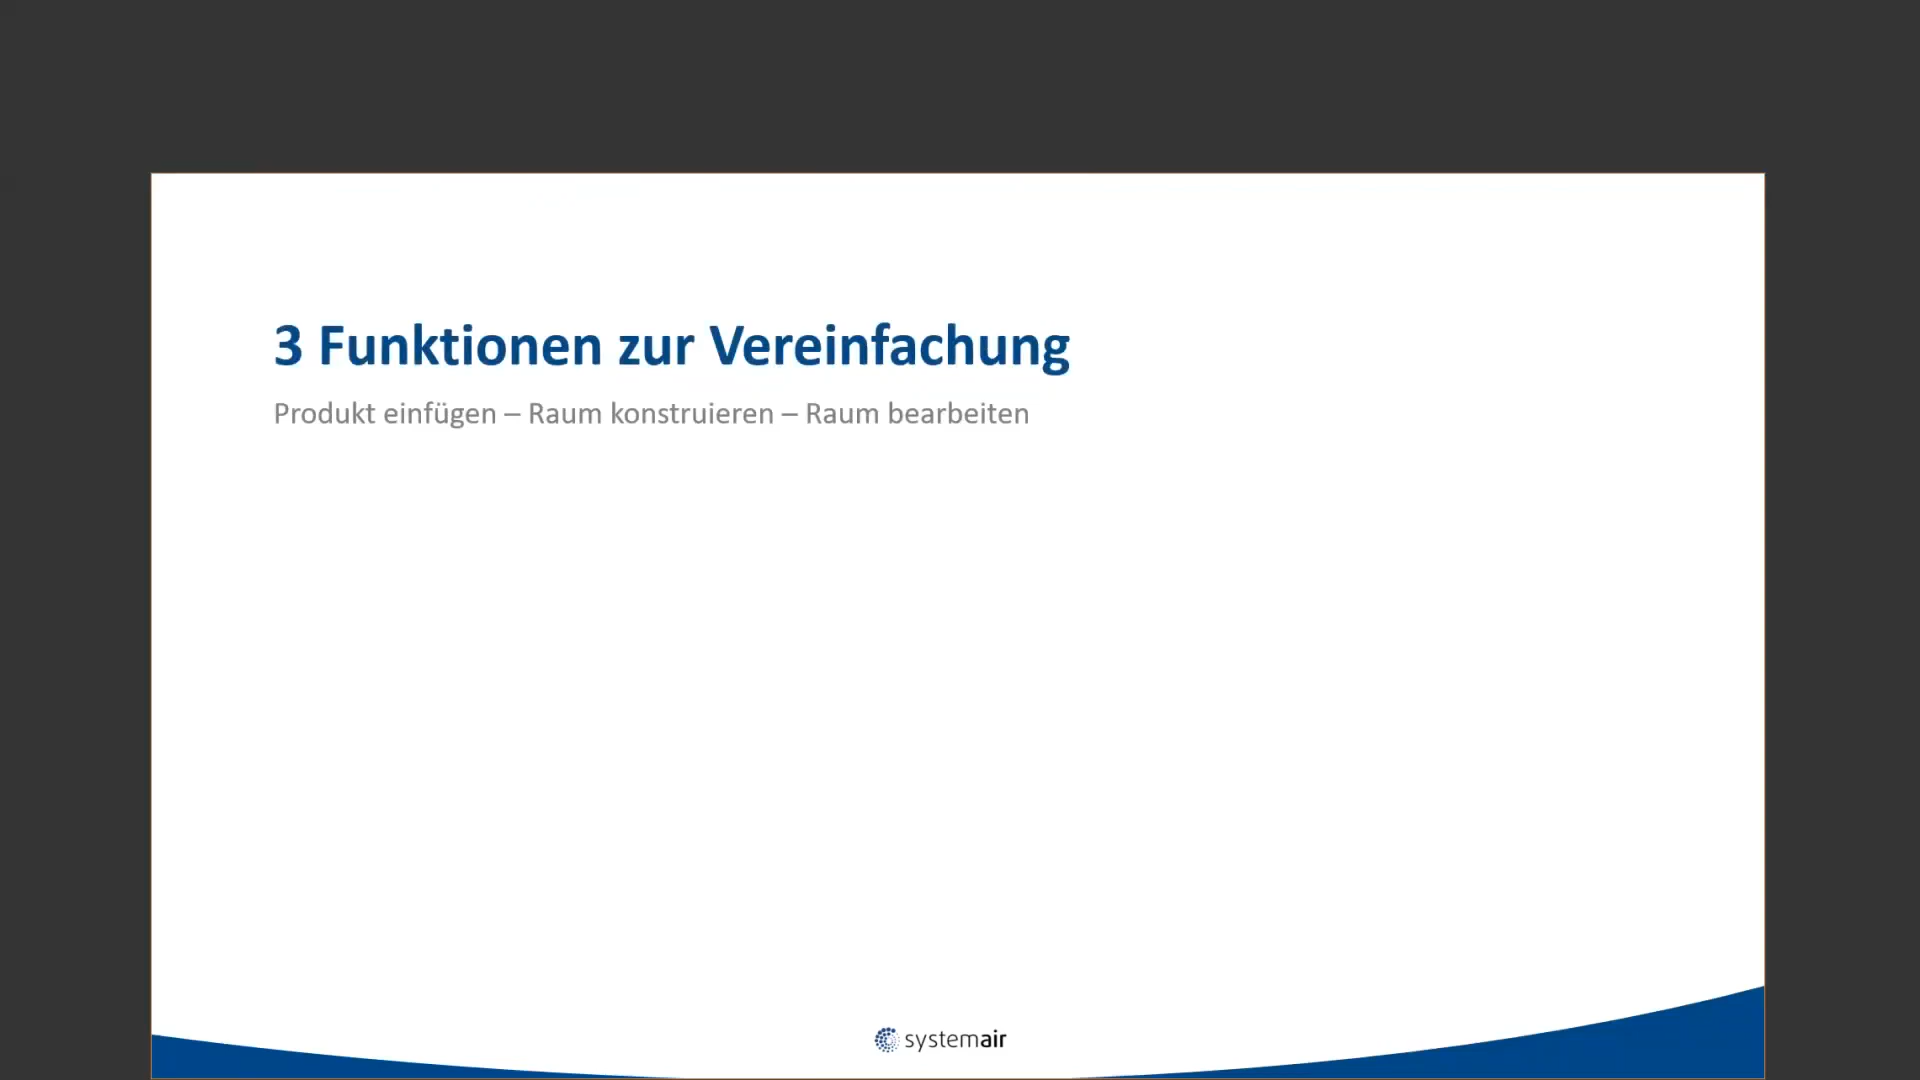 3 Funktionen zur Vereinfachung
Produkt einfügen – Raum konstruieren – Raum bearbeiten
systemair